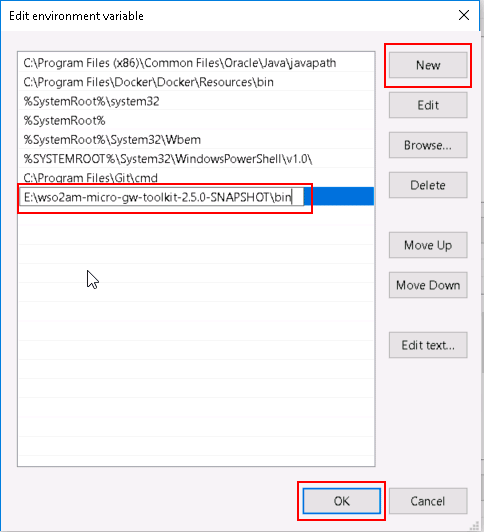 Edit environment variable
C:\Program Files (x86)\Common Files\Oracle\Java\javapath
C:\Program Files\Docker\Docker\Resources\bin
%SystemRoot%\system32
%SystemRoot%
%SystemRoot%\System32\Wbem
%SYSTEMROOT%\System32\WindowsPowerShell\v1.0\
C:\Program Files\Git\cmd
E:\wso2am-micro-gw-toolkit-2.5.0-SNAPSHOT\bin
New
Edit
Browse...
Delete
Move Up
Move Down
Edit text...
OK
Cancel